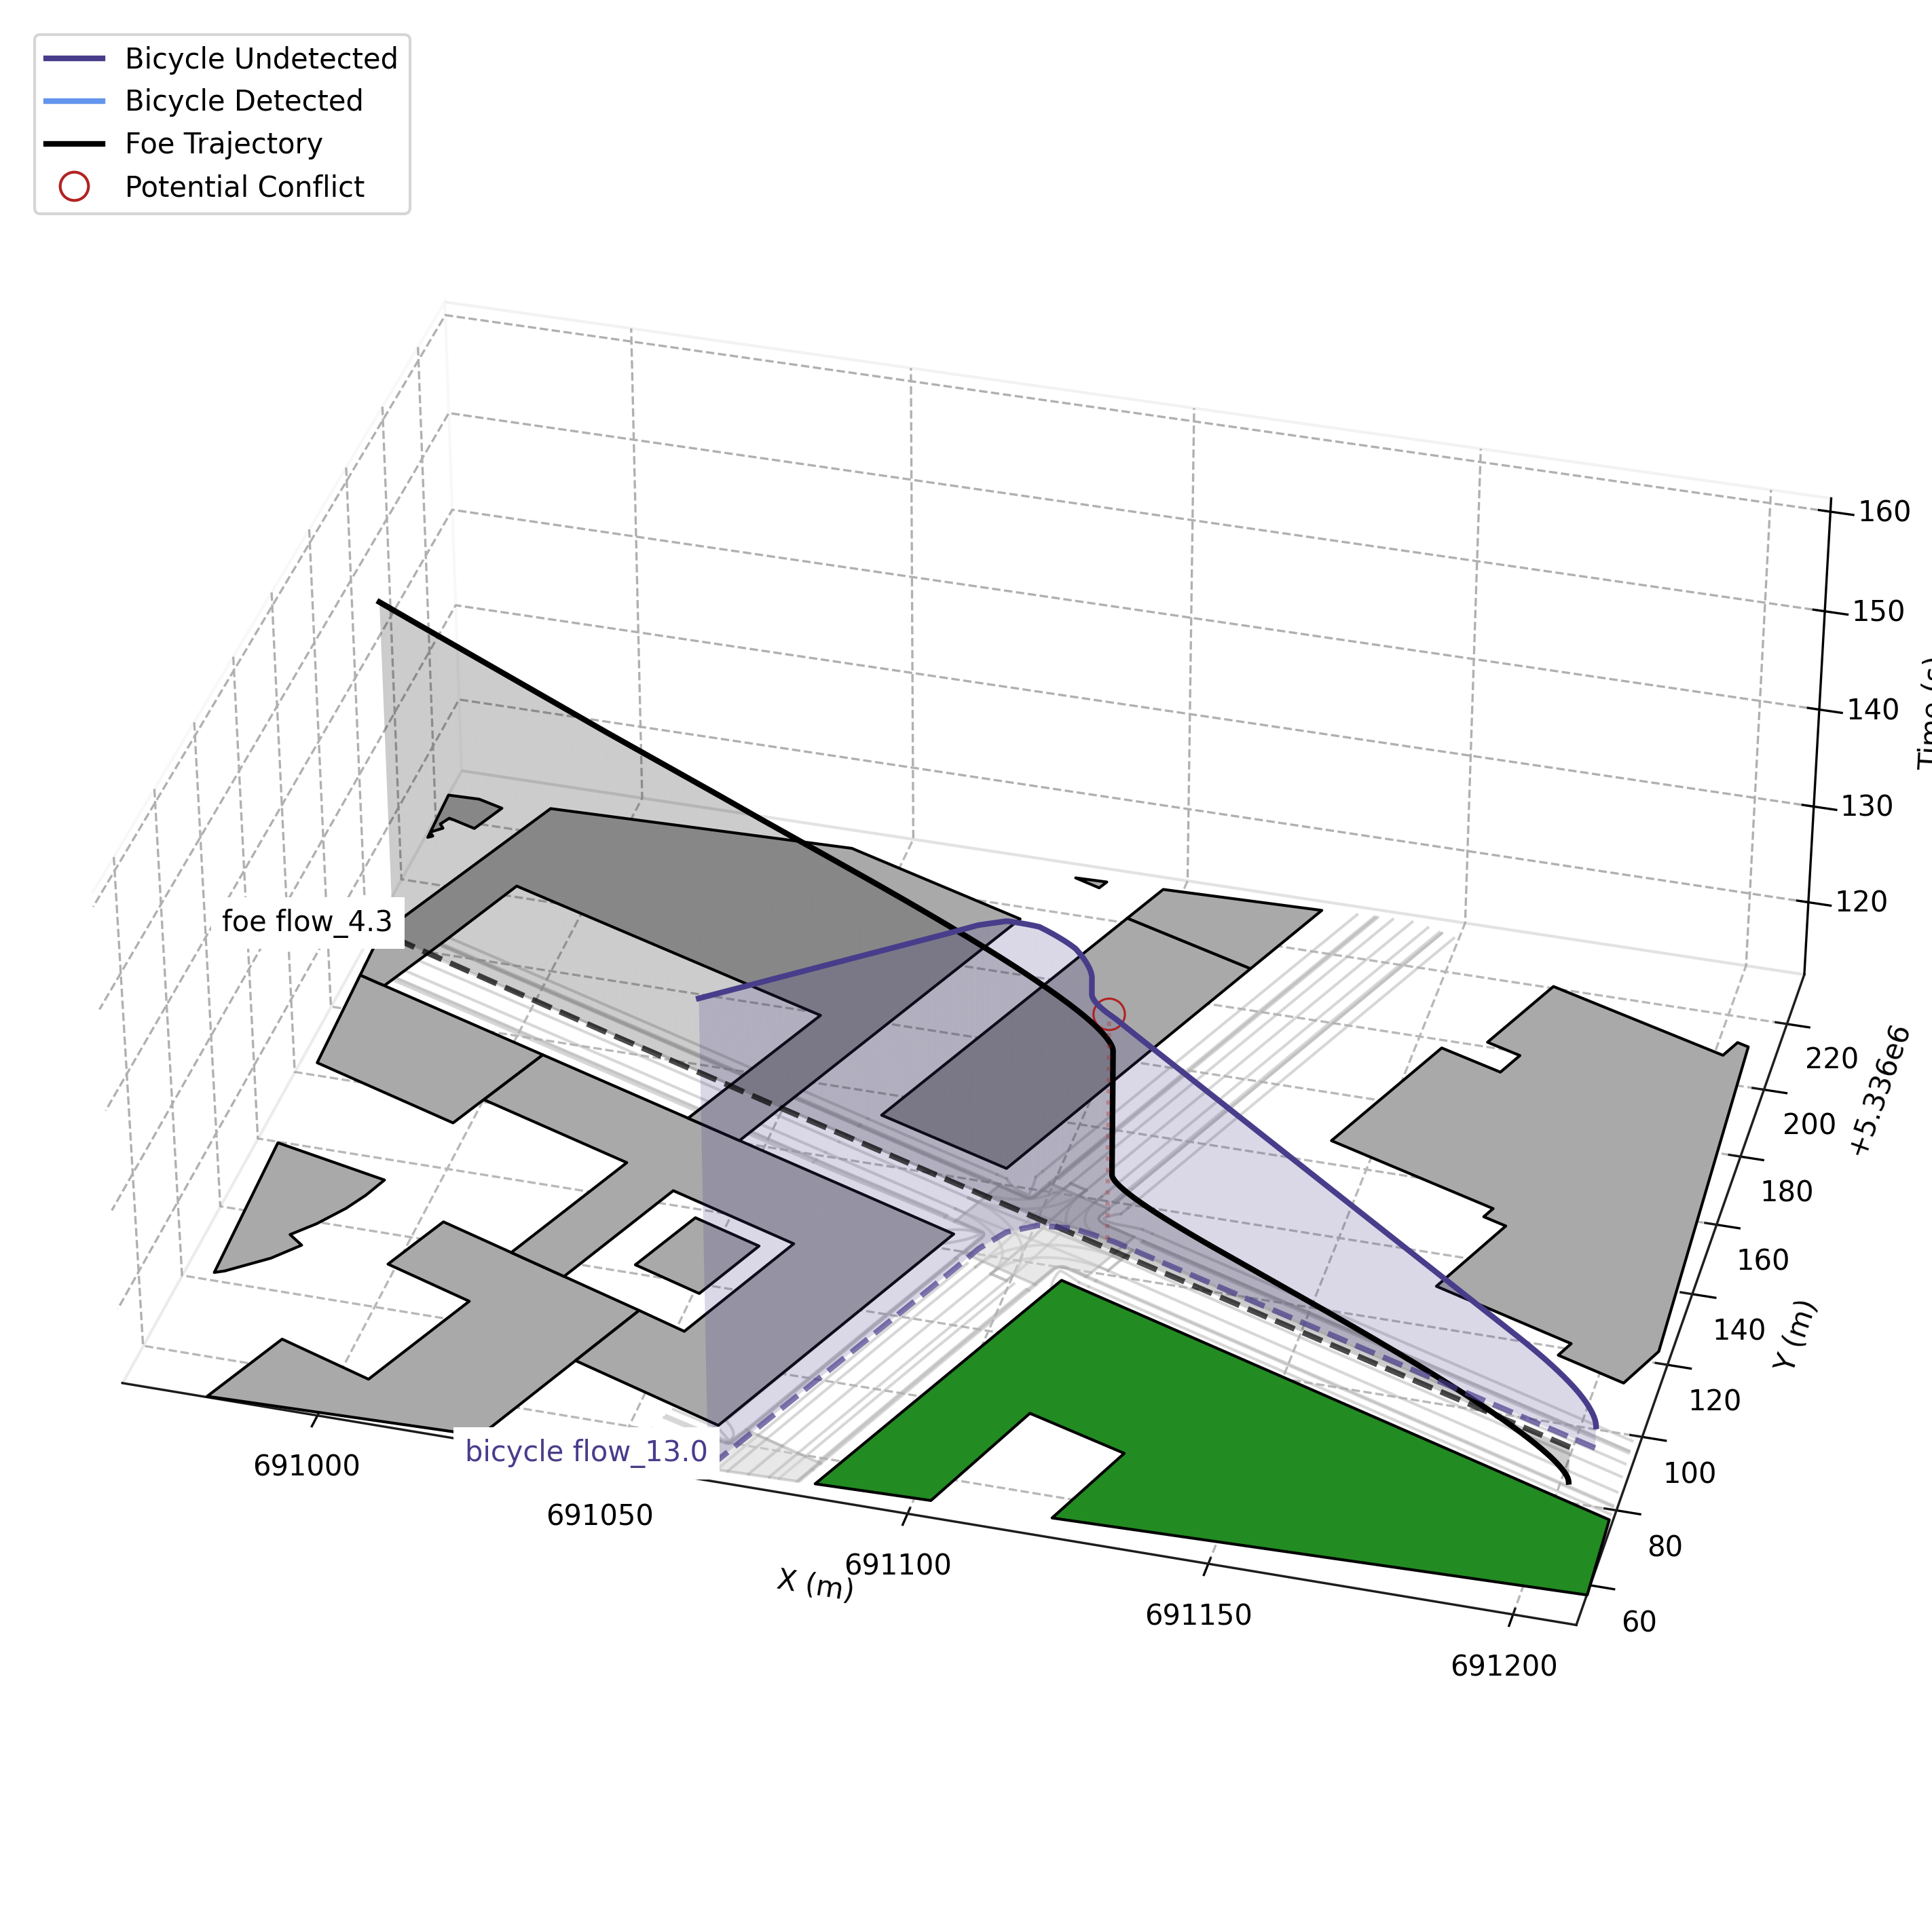 Bicycle Undetected
Bicycle Detected
Foe Trajectory
Potential Conflict
160
150
140
130
120
Time (s)
foe flow_4.3
bicycle flow_13.0
220
200
180
160
140
120
100
80
60
+5.336e6
Y (m)
691000
691050
691100
691150
691200
X (m)